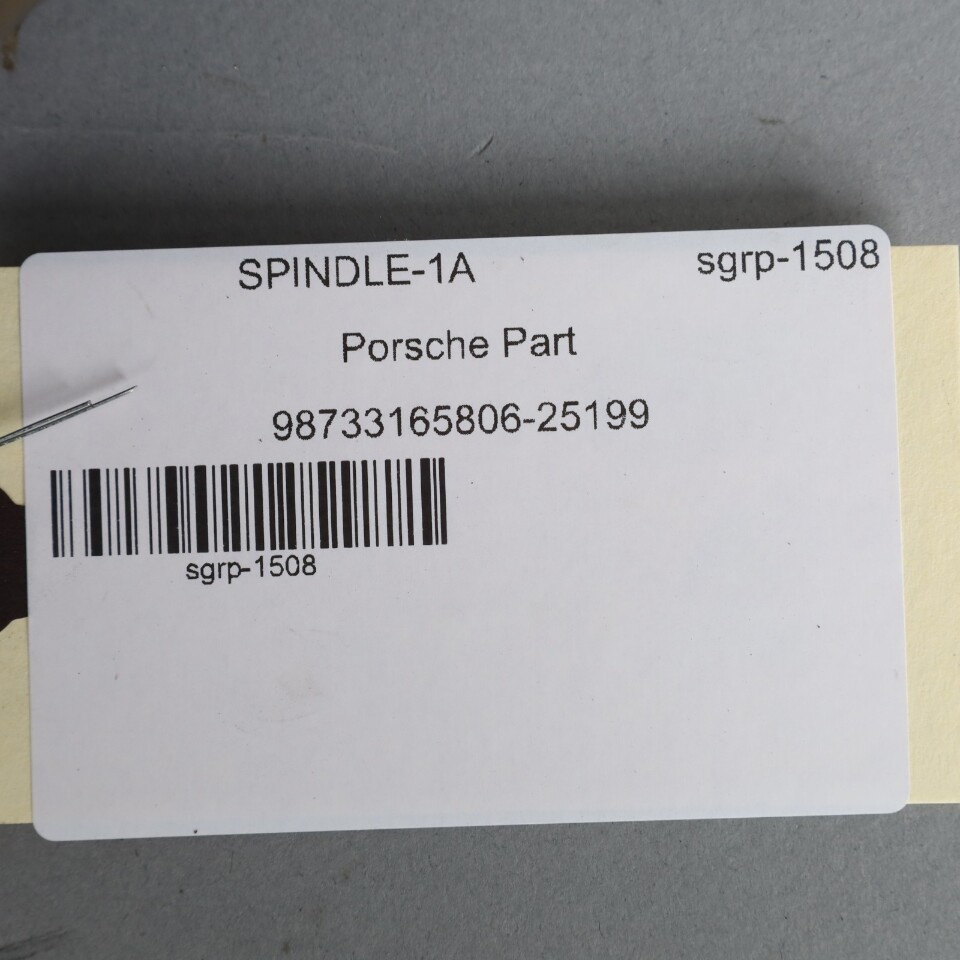 SPINDLE-1A sgrp-1508
Porsche Part
98733165806-25199
sgrp-1508